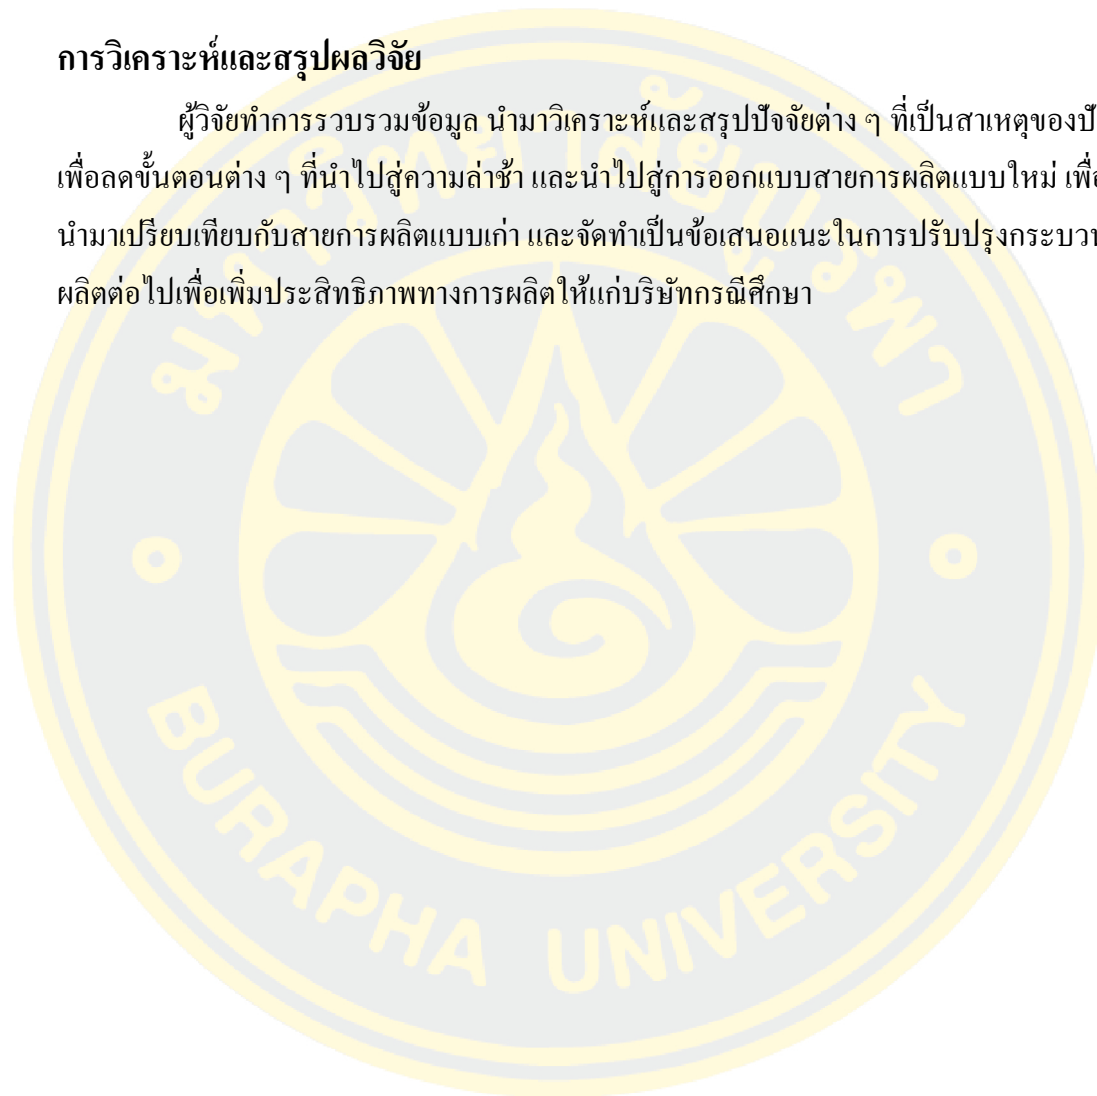 การวิเคราะห์และสรุปผลวิจัย
ผู้วิจัยทำการรวบรวมข้อมูล นำมาวิเคราะห์และสรุปปัจจัยต่าง ๆ ที่เป็นสาเหตุของ
เพื่อลดขั้นตอนต่าง ๆ ที่นำไปสู่ความล่าช้า และนำไปสู่การออกแบบสายการผลิตแบบใหม่
นำมาเปรียบเทียบกับสายการผลิตแบบเก่า และจัดทำเป็นข้อเสนอแนะในการปรับปรุง
ผลิตต่อไปเพื่อเพิ่มประสิทธิภาพทางการผลิตให้แก่บริษัทกรณีศึกษา
มหาวิทยาลัยบูรพา
BURAPHA UNIVERSITY